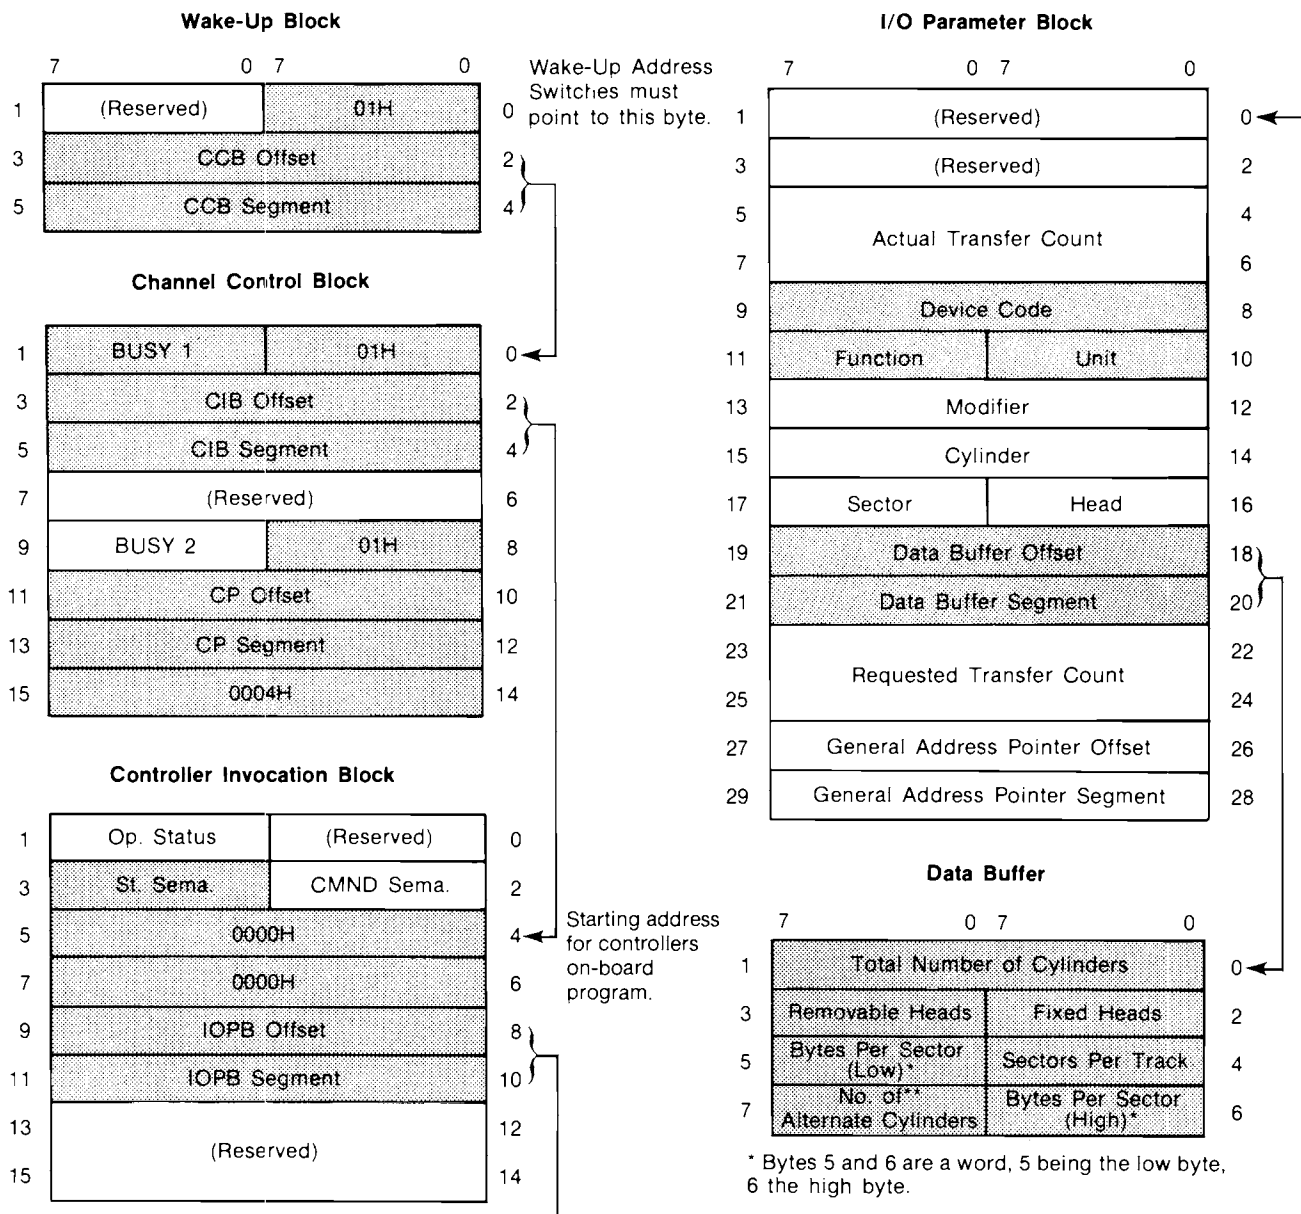 Wake-Up Block
7 0 7 0
1 (Reserved) 01H 0
3 CCB Offset 2
5 CCB Segment 4
Wake-Up Address
Switches must
point to this byte.
Channel Control Block
1 BUSY 1 01H 0
3 CIB Offset 2
5 CIB Segment 4
7 (Reserved) 6
9 BUSY 2 01H 8
11 CP Offset 10
13 CP Segment 12
15 0004H 14
Controller Invocation Block
1 Op. Status (Reserved) 0
3 St. Sema. CMND Sema. 2
5 0000H 4
7 0000H 6
9 IOPB Offset 8
11 IOPB Segment 10
13 12
(Reserved)
15 14
Starting address
for controllers
on-board
program.
I/O Parameter Block
7 0 7 0
1 (Reserved) 0
3 (Reserved) 2
5 4
Actual Transfer Count
7 6
9 Device Code 8
11 Function Unit 10
13 Modifier 12
15 Cylinder 14
17 Sector Head 16
19 Data Buffer Offset 18
21 Data Buffer Segment 20
23 22
Requested Transfer Count
25 24
27 General Address Pointer Offset 26
29 General Address Pointer Segment 28
Data Buffer
7 0 7 0
1 Total Number of Cylinders 0
3 Removable Heads Fixed Heads 2
5 Bytes Per Sector (Low)* Sectors Per Track 4
7 No. of** Alternate Cylinders Bytes Per Sector (High)* 6
* Bytes 5 and 6 are a word, 5 being the low byte,
6 the high byte.